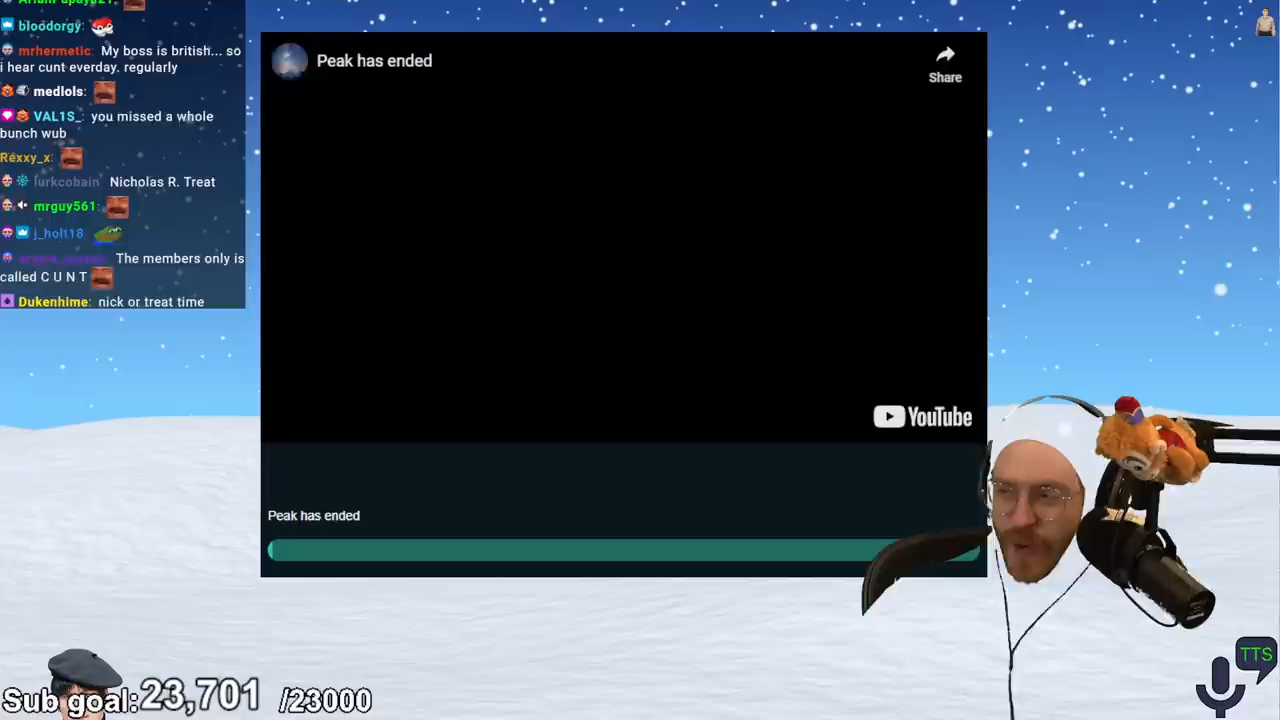 bloodorgy:
mrhermetic: My boss is british... so
i hear cunt everday. regularly
medlols:
VAL1S_: you missed a whole
bunch wub
Rexxy_x:
lurkcobain Nicholas R. Treat
mrguy561:
j_holt18
The members only is
called C U N T
Dukenhime: nick or treat time
Peak has ended
Share
YouTube
Peak has ended
TTS
Sub goal: 23,701 /23000